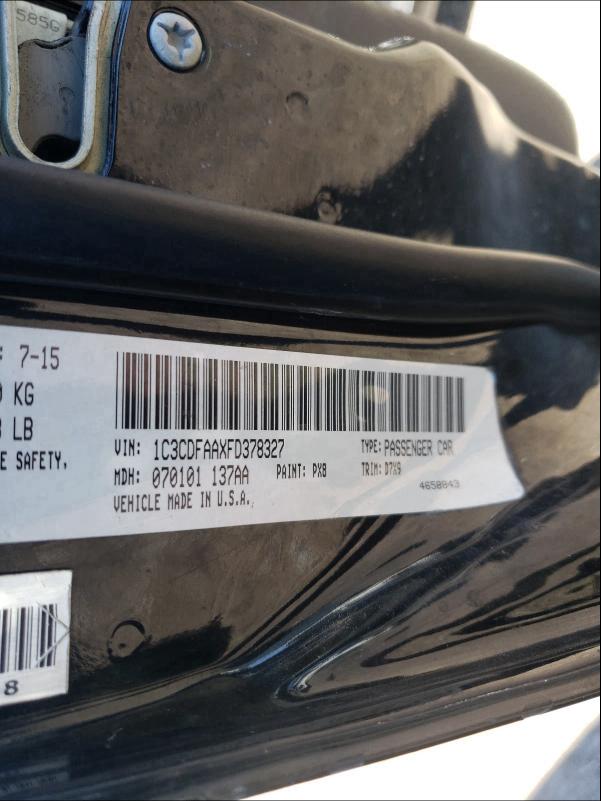 585G
7-15
KG
LB
E SAFETY.
VIN: 1C3CDFAAXFD378327 TYPE: PASSENGER CAR
MDH: 070101 137AA PAINT: PX8 TRIM: D7X9
VEHICLE MADE IN U.S.A. 4658843
8